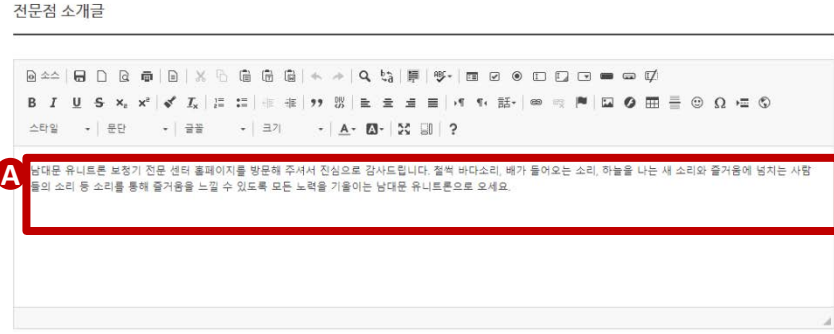 전문점 소개글
소스
B I U S x₂ x² Iₓ
스타일 문단 글꼴 크기 A A ?
A
남대문 유니트론 보청기 전문 센터 홈페이지를 방문해 주셔서 진심으로 감사드립니다. 철썩 바다소리, 배가 들어오는 소리, 하늘을 나는 새 소리와 즐거움에 넘치는 사람
들의 소리 등 소리를 통해 즐거움을 느낄 수 있도록 모든 노력을 기울이는 남대문 유니트론으로 오세요.